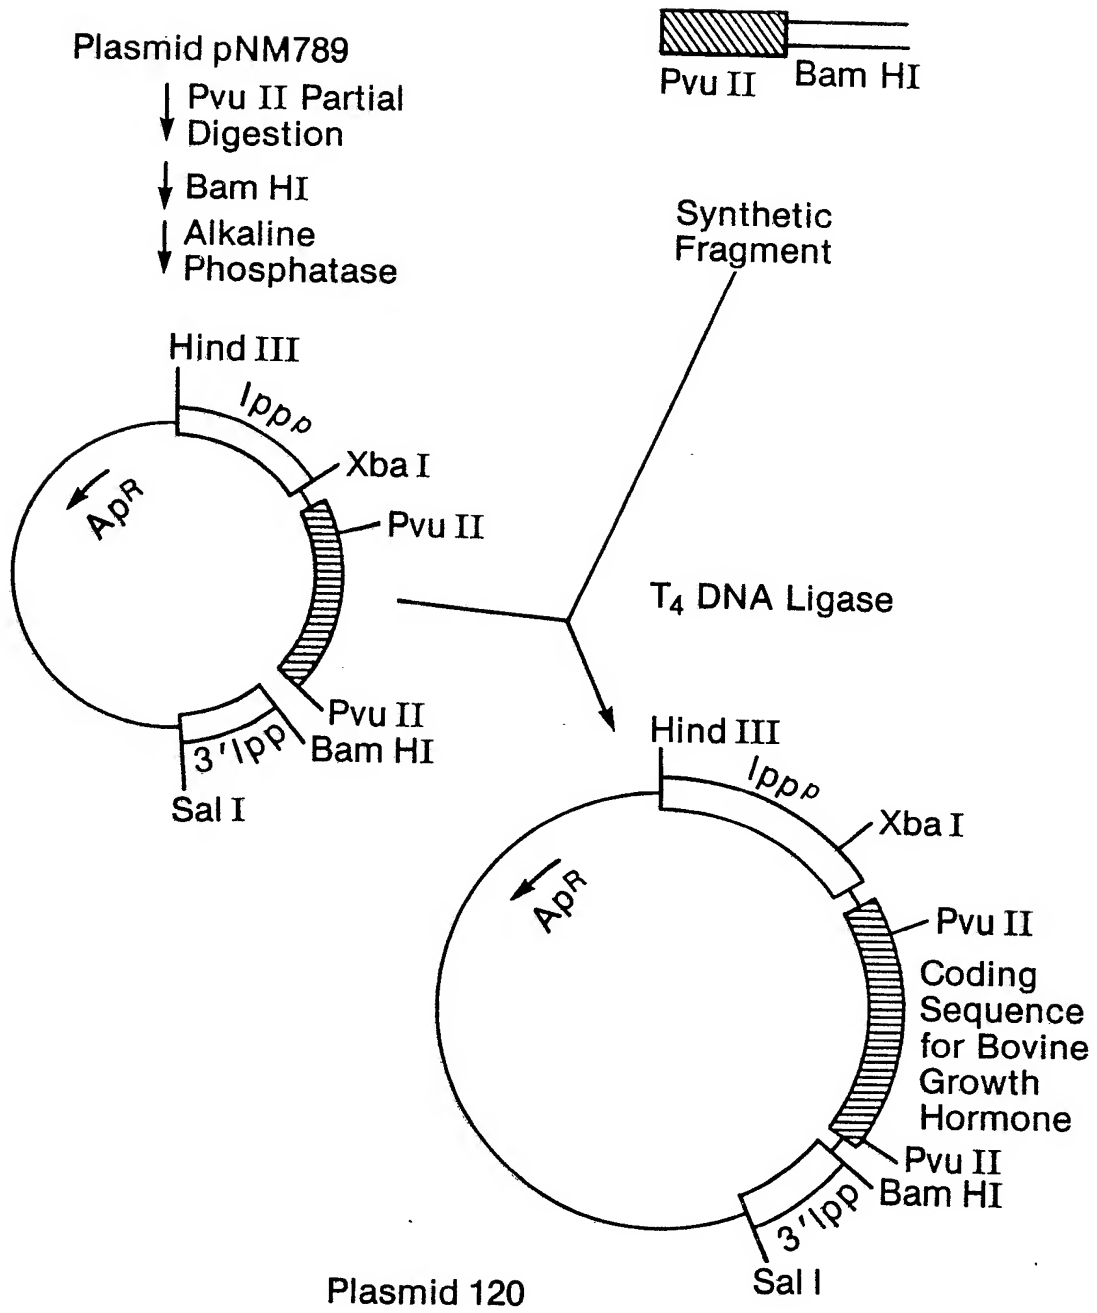 Plasmid pNM789
Pvu II Partial
Digestion
Bam HI
Alkaline
Phosphatase
Pvu II
Bam HI
Synthetic
Fragment
Hind III
lppp
Xba I
ApR
Pvu II
Pvu II
Bam HI
3'lpp
Sal I
T4 DNA Ligase
Hind III
lppp
Xba I
ApR
Pvu II
Coding
Sequence
for Bovine
Growth
Hormone
Pvu II
Bam HI
3'lpp
Sal I
Plasmid 120